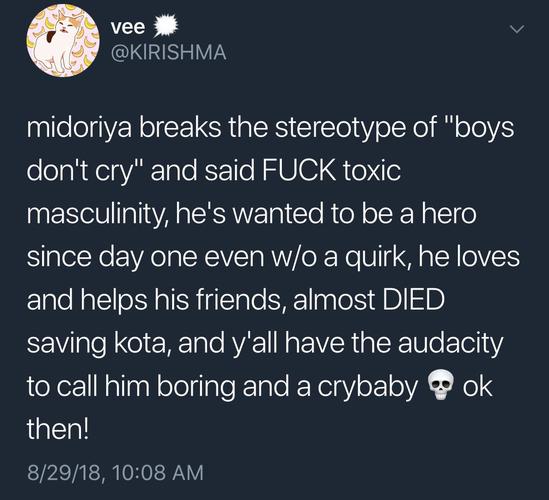 vee 💥
@KIRISHMA
midoriya breaks the stereotype of "boys
don't cry" and said FUCK toxic
masculinity, he's wanted to be a hero
since day one even w/o a quirk, he loves
and helps his friends, almost DIED
saving kota, and y'all have the audacity
to call him boring and a crybaby 💀 ok
then!
8/29/18, 10:08 AM